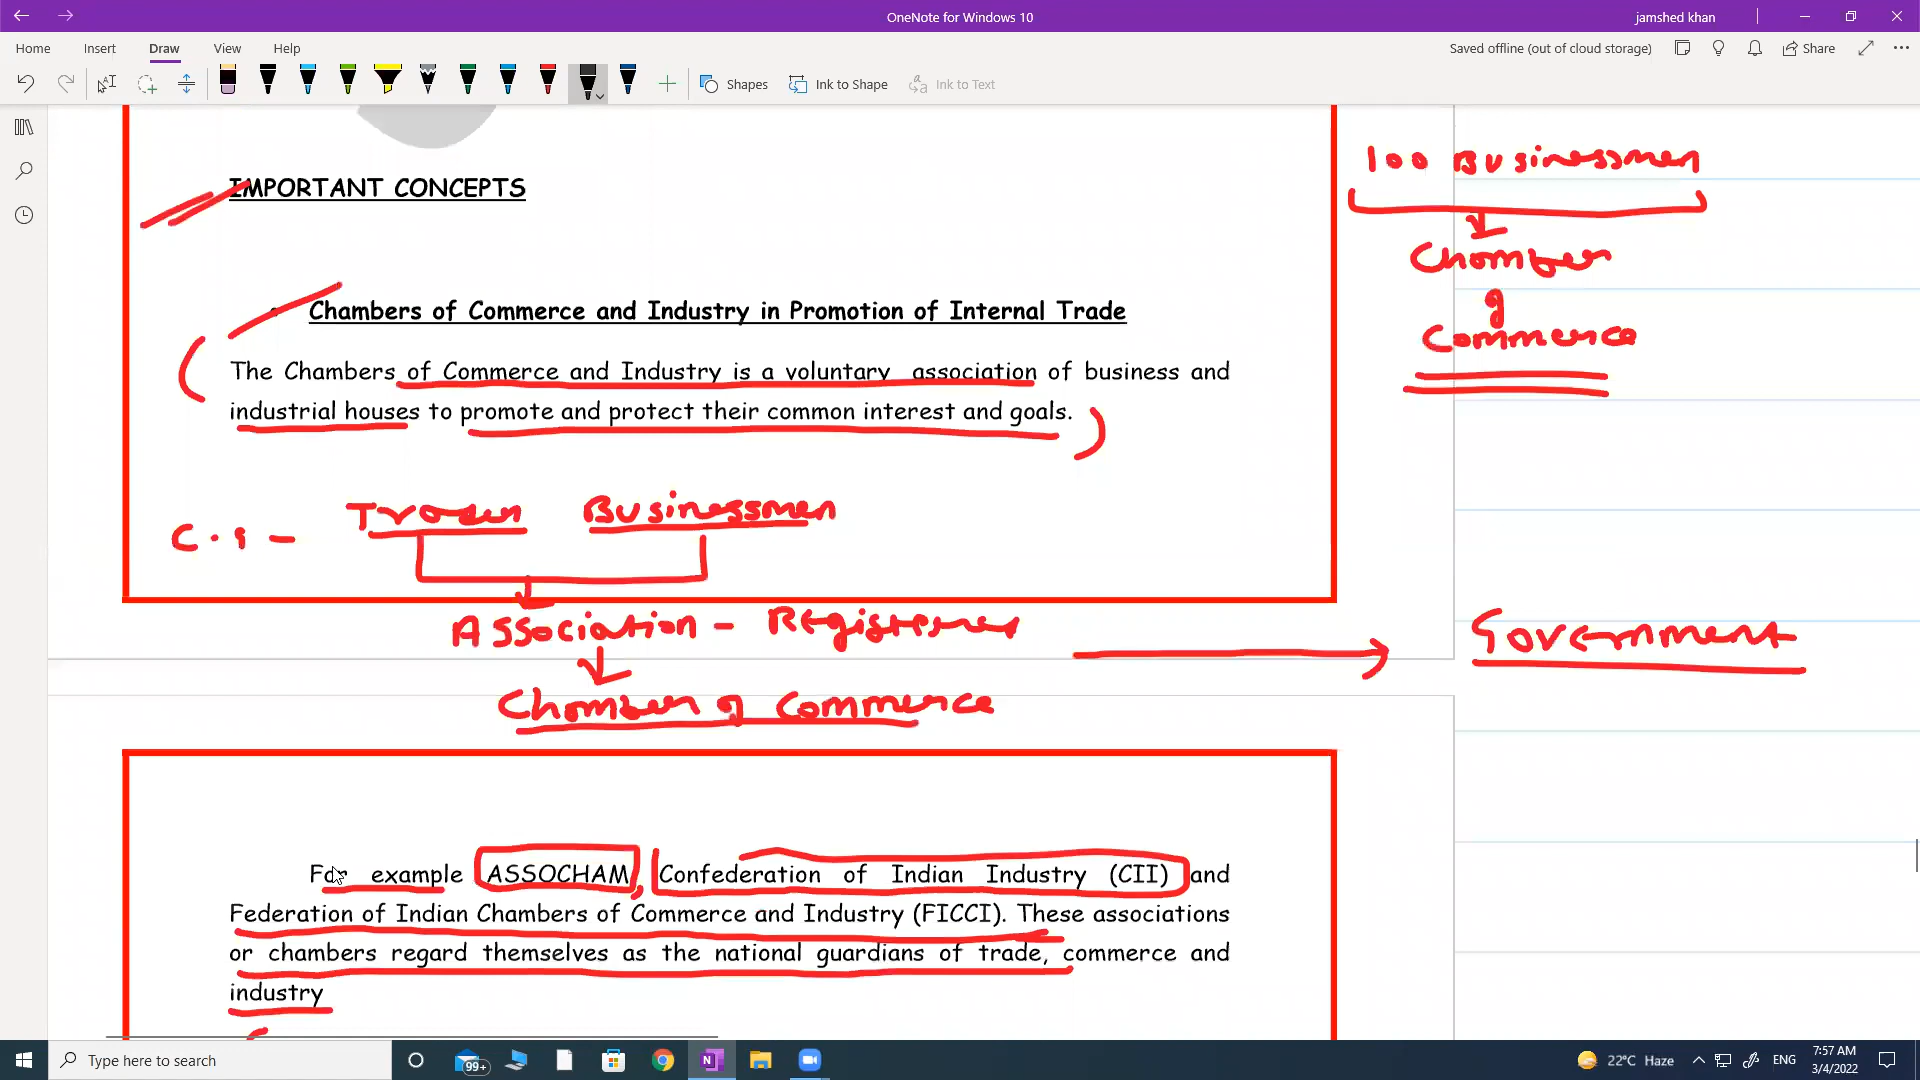 OneNote for Windows 10
jamshed khan
Home Insert Draw View Help
Saved offline (out of cloud storage)
Share
Shapes
Ink to Shape
Ink to Text
100 Businessmen
IMPORTANT CONCEPTS
Chamber
of
Commerce
Chambers of Commerce and Industry in Promotion of Internal Trade
The Chambers of Commerce and Industry is a voluntary association of business and
industrial houses to promote and protect their common interest and goals.
Traders Businessmen
Association - Registered
Government
Chamber of Commerce
For example ASSOCHAM, Confederation of Indian Industry (CII) and
Federation of Indian Chambers of Commerce and Industry (FICCI). These associations
or chambers regard themselves as the national guardians of trade, commerce and
industry
Type here to search
99+
22°C Haze
ENG
7:57 AM
3/4/2022